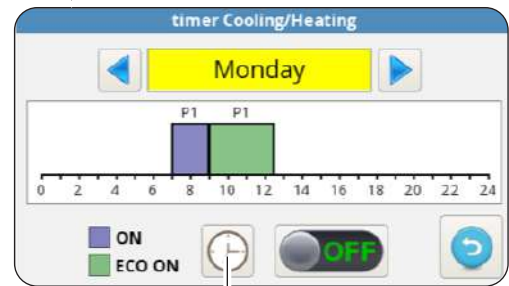 timer Cooling/Heating
Monday
P1 P1
0 2 4 6 8 10 12 14 16 18 20 22 24
ON
ECO ON
OFF